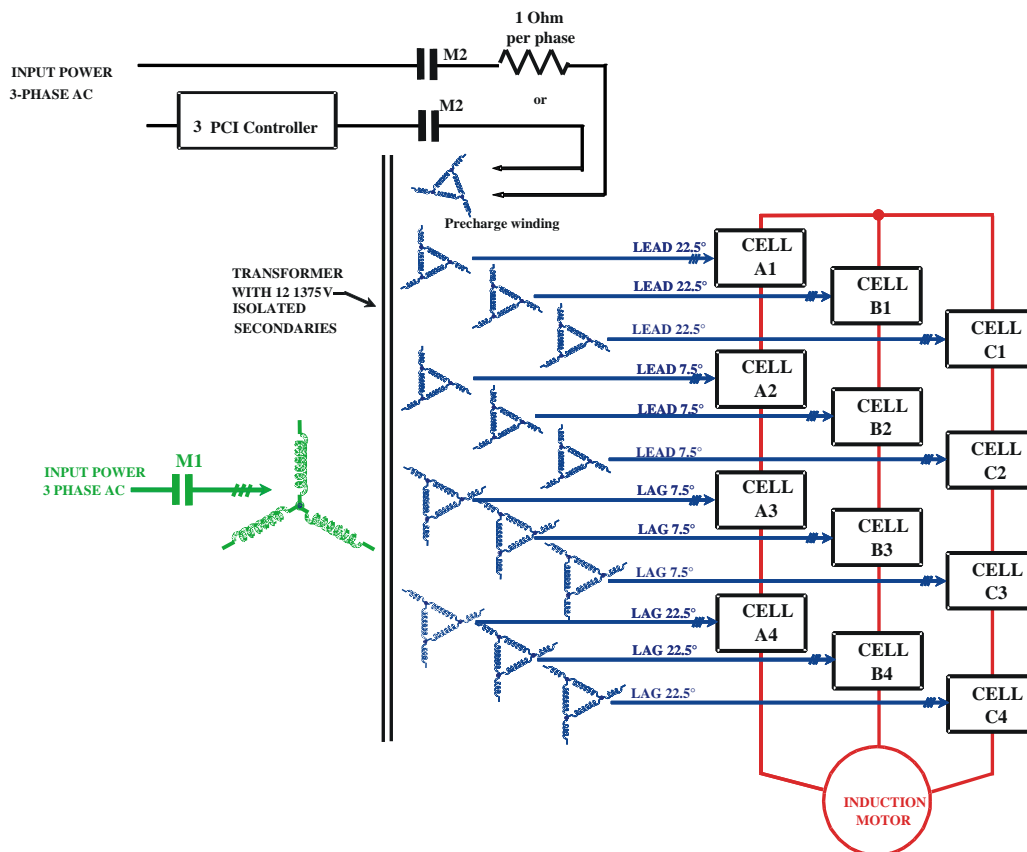 1 Ohm
per phase
M2
INPUT POWER
3-PHASE AC
or
M2
3 PCI Controller
Precharge winding
TRANSFORMER
WITH 12 1375V
ISOLATED
SECONDARIES
LEAD 22.5°
CELL
A1
LEAD 22.5°
CELL
B1
LEAD 22.5°
CELL
C1
LEAD 7.5°
CELL
A2
LEAD 7.5°
CELL
B2
LEAD 7.5°
CELL
C2
INPUT POWER
3 PHASE AC
M1
LAG 7.5°
CELL
A3
LAG 7.5°
CELL
B3
LAG 7.5°
CELL
C3
LAG 22.5°
CELL
A4
LAG 22.5°
CELL
B4
LAG 22.5°
CELL
C4
INDUCTION
MOTOR